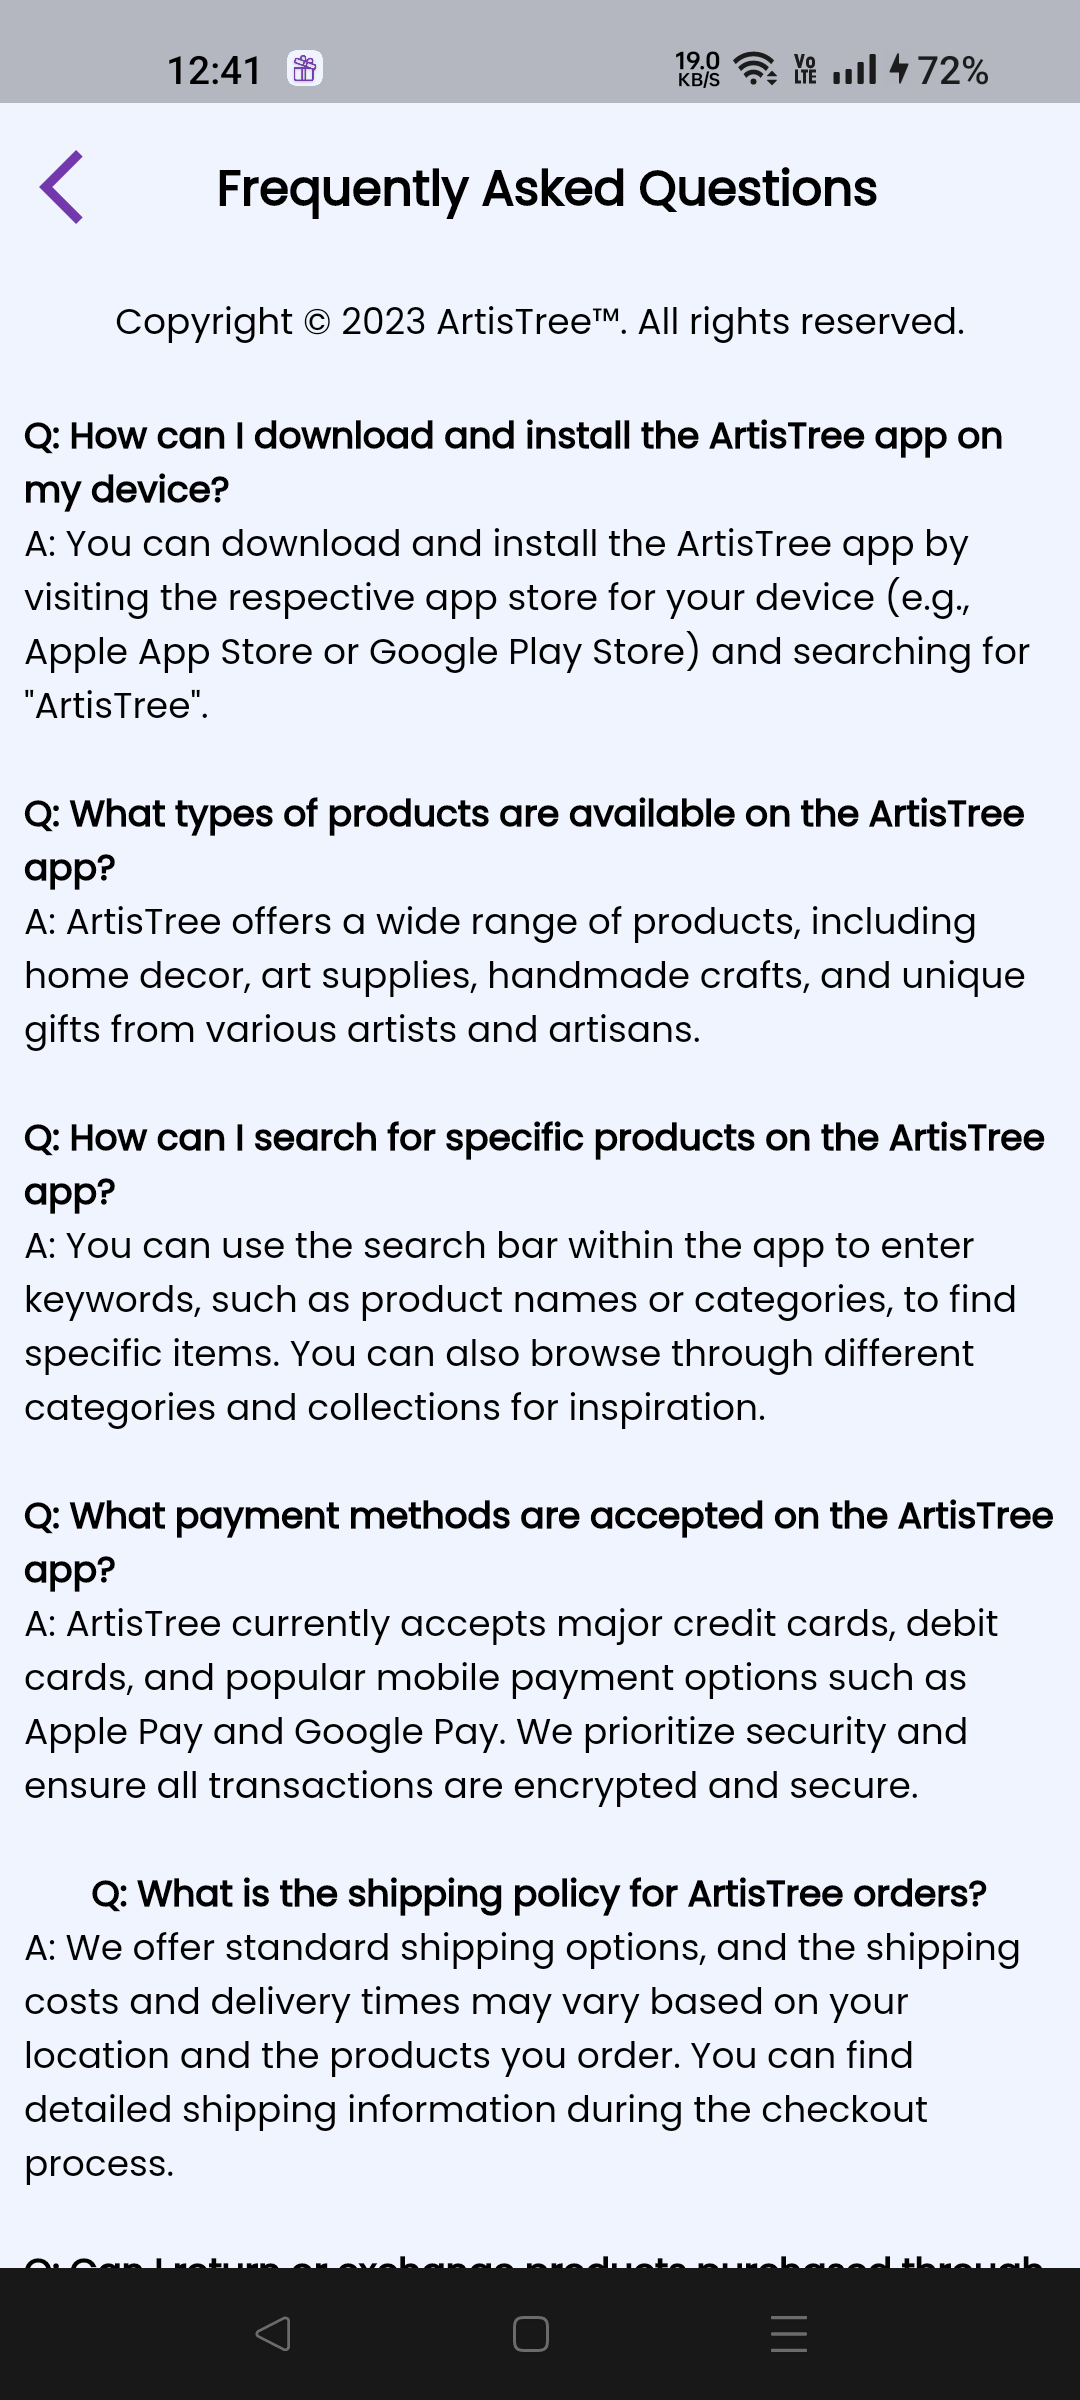 12:41
19.0
KB/S
Vo
LTE
72%
Frequently Asked Questions
Copyright © 2023 ArtisTree™. All rights reserved.
Q: How can I download and install the ArtisTree app on
my device?
A: You can download and install the ArtisTree app by
visiting the respective app store for your device (e.g.,
Apple App Store or Google Play Store) and searching for
"ArtisTree".
Q: What types of products are available on the ArtisTree
app?
A: ArtisTree offers a wide range of products, including
home decor, art supplies, handmade crafts, and unique
gifts from various artists and artisans.
Q: How can I search for specific products on the ArtisTree
app?
A: You can use the search bar within the app to enter
keywords, such as product names or categories, to find
specific items. You can also browse through different
categories and collections for inspiration.
Q: What payment methods are accepted on the ArtisTree
app?
A: ArtisTree currently accepts major credit cards, debit
cards, and popular mobile payment options such as
Apple Pay and Google Pay. We prioritize security and
ensure all transactions are encrypted and secure.
Q: What is the shipping policy for ArtisTree orders?
A: We offer standard shipping options, and the shipping
costs and delivery times may vary based on your
location and the products you order. You can find
detailed shipping information during the checkout
process.
Q: Can I return or exchange products purchased through